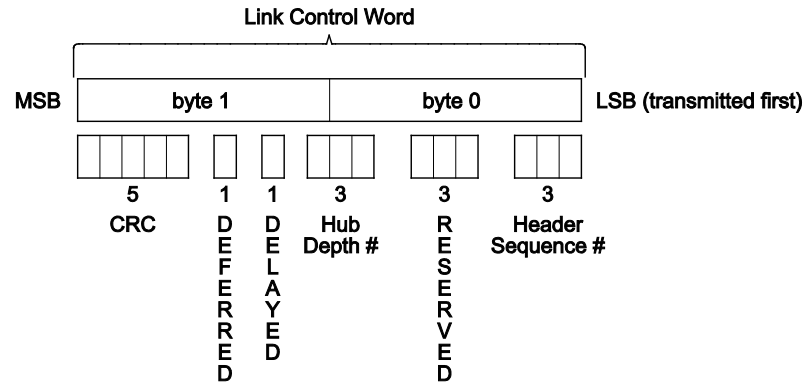 Link Control Word
MSB byte 1 byte 0 LSB (transmitted first)
5 1 1 3 3 3
CRC DEFERRED DELAYED Hub RESERVED Header
Depth # Sequence #